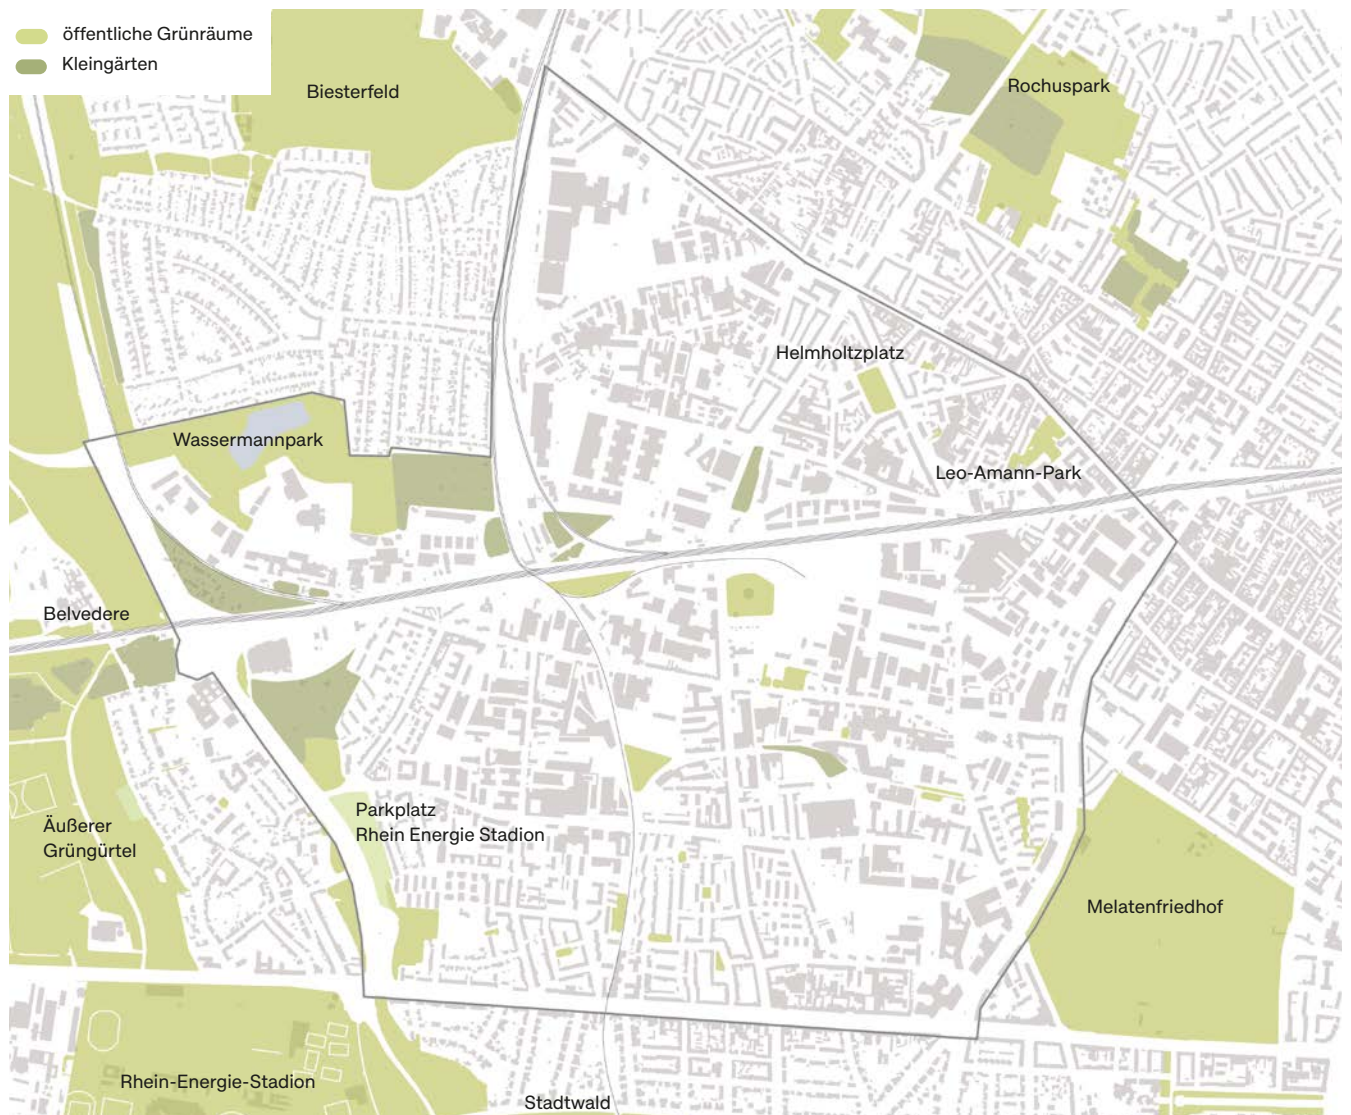 öffentliche Grünräume
Kleingärten
Biesterfeld
Rochuspark
Helmholtzplatz
Wassermannpark
Leo-Amann-Park
Belvedere
Parkplatz
Rhein Energie Stadion
Äußerer
Grüngürtel
Melatenfriedhof
Rhein-Energie-Stadion
Stadtwald